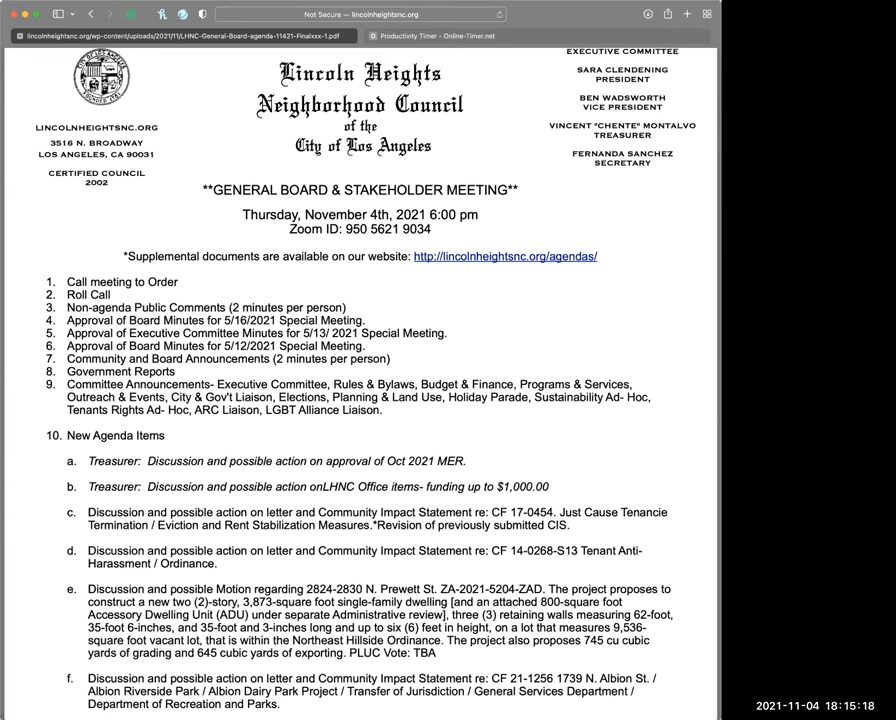 Not Secure — lincolnheightsnc.org
lincolnheightsnc.org/wp-content/uploads/2021/11/LHNC-General-Board-agenda-11421-Finalxxx-1.pdf
Productivity Timer - Online-Timer.net
LINCOLNHEIGHTSNC.ORG
3516 N. BROADWAY
LOS ANGELES, CA 90031
CERTIFIED COUNCIL
2002
Lincoln Heights
Neighborhood Council
of the
City of Los Angeles
EXECUTIVE COMMITTEE
SARA CLENDENING
PRESIDENT
BEN WADSWORTH
VICE PRESIDENT
VINCENT "CHENTE" MONTALVO
TREASURER
FERNANDA SANCHEZ
SECRETARY
**GENERAL BOARD & STAKEHOLDER MEETING**
Thursday, November 4th, 2021 6:00 pm
Zoom ID: 950 5621 9034
*Supplemental documents are available on our website: http://lincolnheightsnc.org/agendas/
1. Call meeting to Order
2. Roll Call
3. Non-agenda Public Comments (2 minutes per person)
4. Approval of Board Minutes for 5/16/2021 Special Meeting.
5. Approval of Executive Committee Minutes for 5/13/ 2021 Special Meeting.
6. Approval of Board Minutes for 5/12/2021 Special Meeting.
7. Community and Board Announcements (2 minutes per person)
8. Government Reports
9. Committee Announcements- Executive Committee, Rules & Bylaws, Budget & Finance, Programs & Services,
Outreach & Events, City & Gov't Liaison, Elections, Planning & Land Use, Holiday Parade, Sustainability Ad- Hoc,
Tenants Rights Ad- Hoc, ARC Liaison, LGBT Alliance Liaison.
10. New Agenda Items
a. Treasurer: Discussion and possible action on approval of Oct 2021 MER.
b. Treasurer: Discussion and possible action onLHNC Office items- funding up to $1,000.00
c. Discussion and possible action on letter and Community Impact Statement re: CF 17-0454. Just Cause Tenancie
Termination / Eviction and Rent Stabilization Measures.*Revision of previously submitted CIS.
d. Discussion and possible action on letter and Community Impact Statement re: CF 14-0268-S13 Tenant Anti-
Harassment / Ordinance.
e. Discussion and possible Motion regarding 2824-2830 N. Prewett St. ZA-2021-5204-ZAD. The project proposes to
construct a new two (2)-story, 3,873-square foot single-family dwelling [and an attached 800-square foot
Accessory Dwelling Unit (ADU) under separate Administrative review], three (3) retaining walls measuring 62-foot,
35-foot 6-inches, and 35-foot and 3-inches long and up to six (6) feet in height, on a lot that measures 9,536-
square foot vacant lot, that is within the Northeast Hillside Ordinance. The project also proposes 745 cu cubic
yards of grading and 645 cubic yards of exporting. PLUC Vote: TBA
f. Discussion and possible action on letter and Community Impact Statement re: CF 21-1256 1739 N. Albion St. /
Albion Riverside Park / Albion Dairy Park Project / Transfer of Jurisdiction / General Services Department /
Department of Recreation and Parks.
2021-11-04 18:15:18